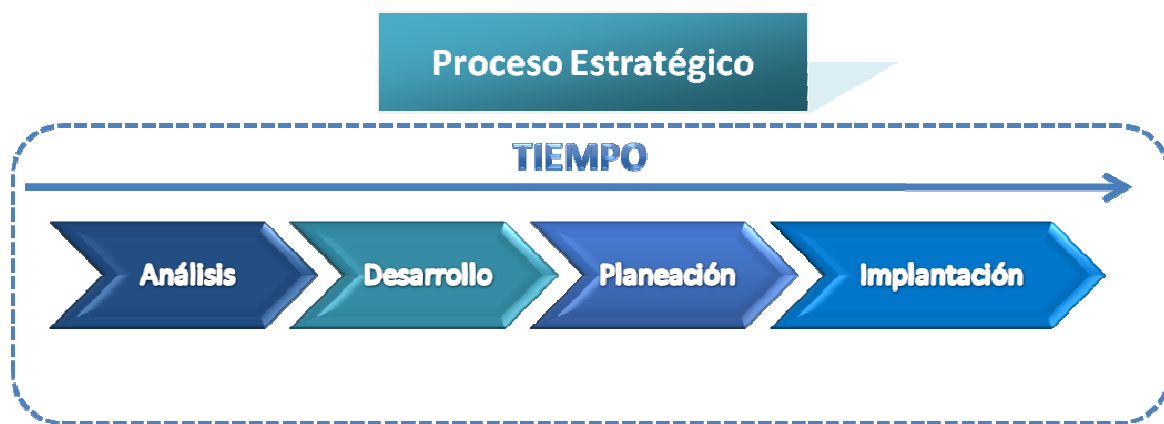 Proceso Estratégico
TIEMPO
Análisis
Desarrollo
Planeación
Implantación